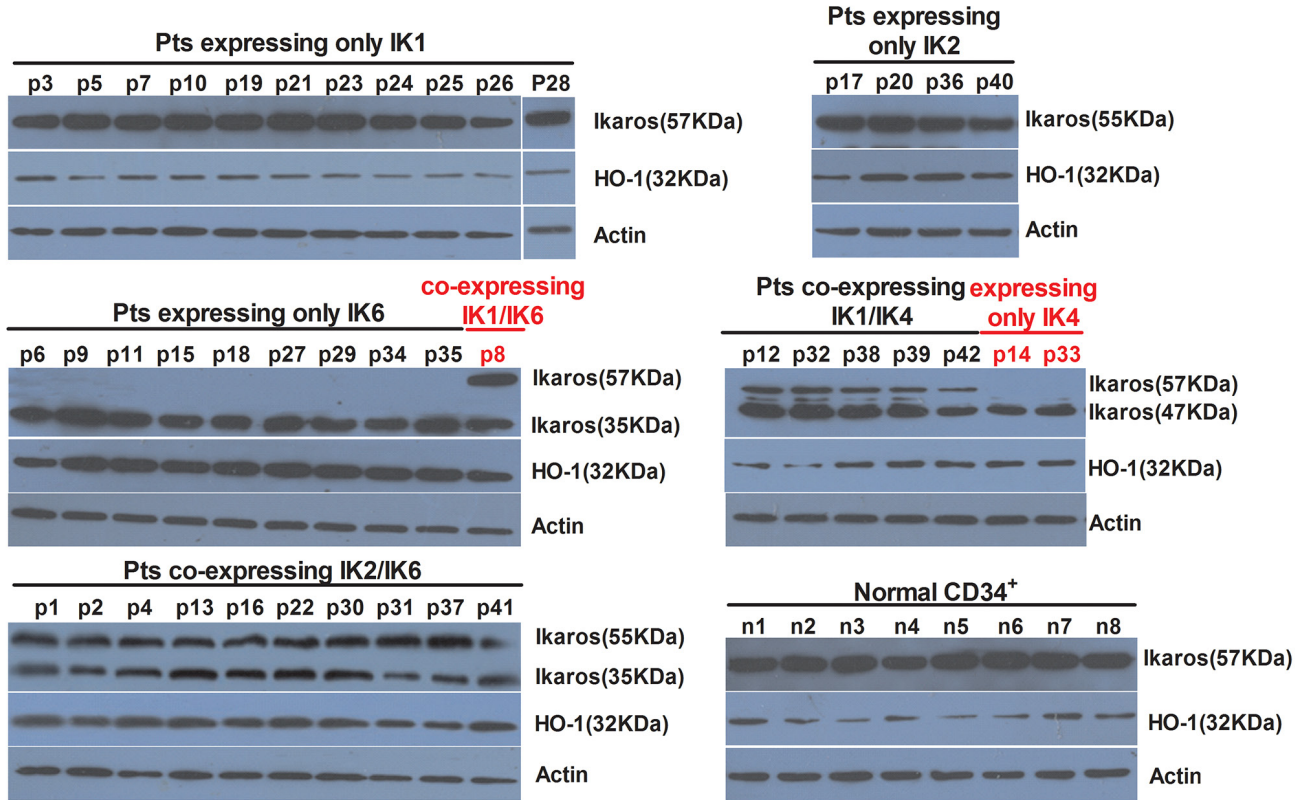 Pts expressing only IK1
p3 p5 p7 p10 p19 p21 p23 p24 p25 p26 P28
Ikaros(57KDa)
HO-1(32KDa)
Actin
Pts expressing
only IK2
p17 p20 p36 p40
Ikaros(55KDa)
HO-1(32KDa)
Actin
Pts expressing only IK6
co-expressing
IK1/IK6
p6 p9 p11 p15 p18 p27 p29 p34 p35 p8
Ikaros(57KDa)
Ikaros(35KDa)
HO-1(32KDa)
Actin
Pts co-expressing
IK1/IK4
expressing
only IK4
p12 p32 p38 p39 p42 p14 p33
Ikaros(57KDa)
Ikaros(47KDa)
HO-1(32KDa)
Actin
Pts co-expressing IK2/IK6
p1 p2 p4 p13 p16 p22 p30 p31 p37 p41
Ikaros(55KDa)
Ikaros(35KDa)
HO-1(32KDa)
Actin
Normal CD34+
n1 n2 n3 n4 n5 n6 n7 n8
Ikaros(57KDa)
HO-1(32KDa)
Actin